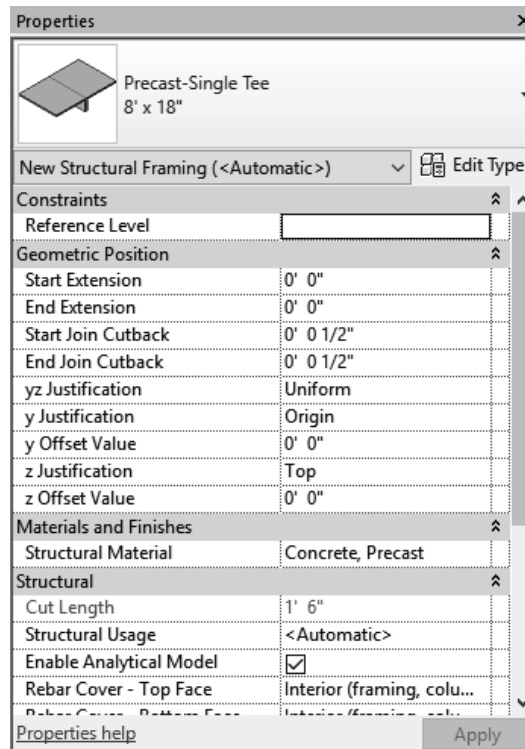 Properties
Precast-Single Tee
8' x 18"
New Structural Framing (<Automatic>) Edit Type
Constraints
Reference Level
Geometric Position
Start Extension 0' 0"
End Extension 0' 0"
Start Join Cutback 0' 0 1/2"
End Join Cutback 0' 0 1/2"
yz Justification Uniform
y Justification Origin
y Offset Value 0' 0"
z Justification Top
z Offset Value 0' 0"
Materials and Finishes
Structural Material Concrete, Precast
Structural
Cut Length 1' 6"
Structural Usage <Automatic>
Enable Analytical Model
Rebar Cover - Top Face Interior (framing, colu...
Properties help Apply